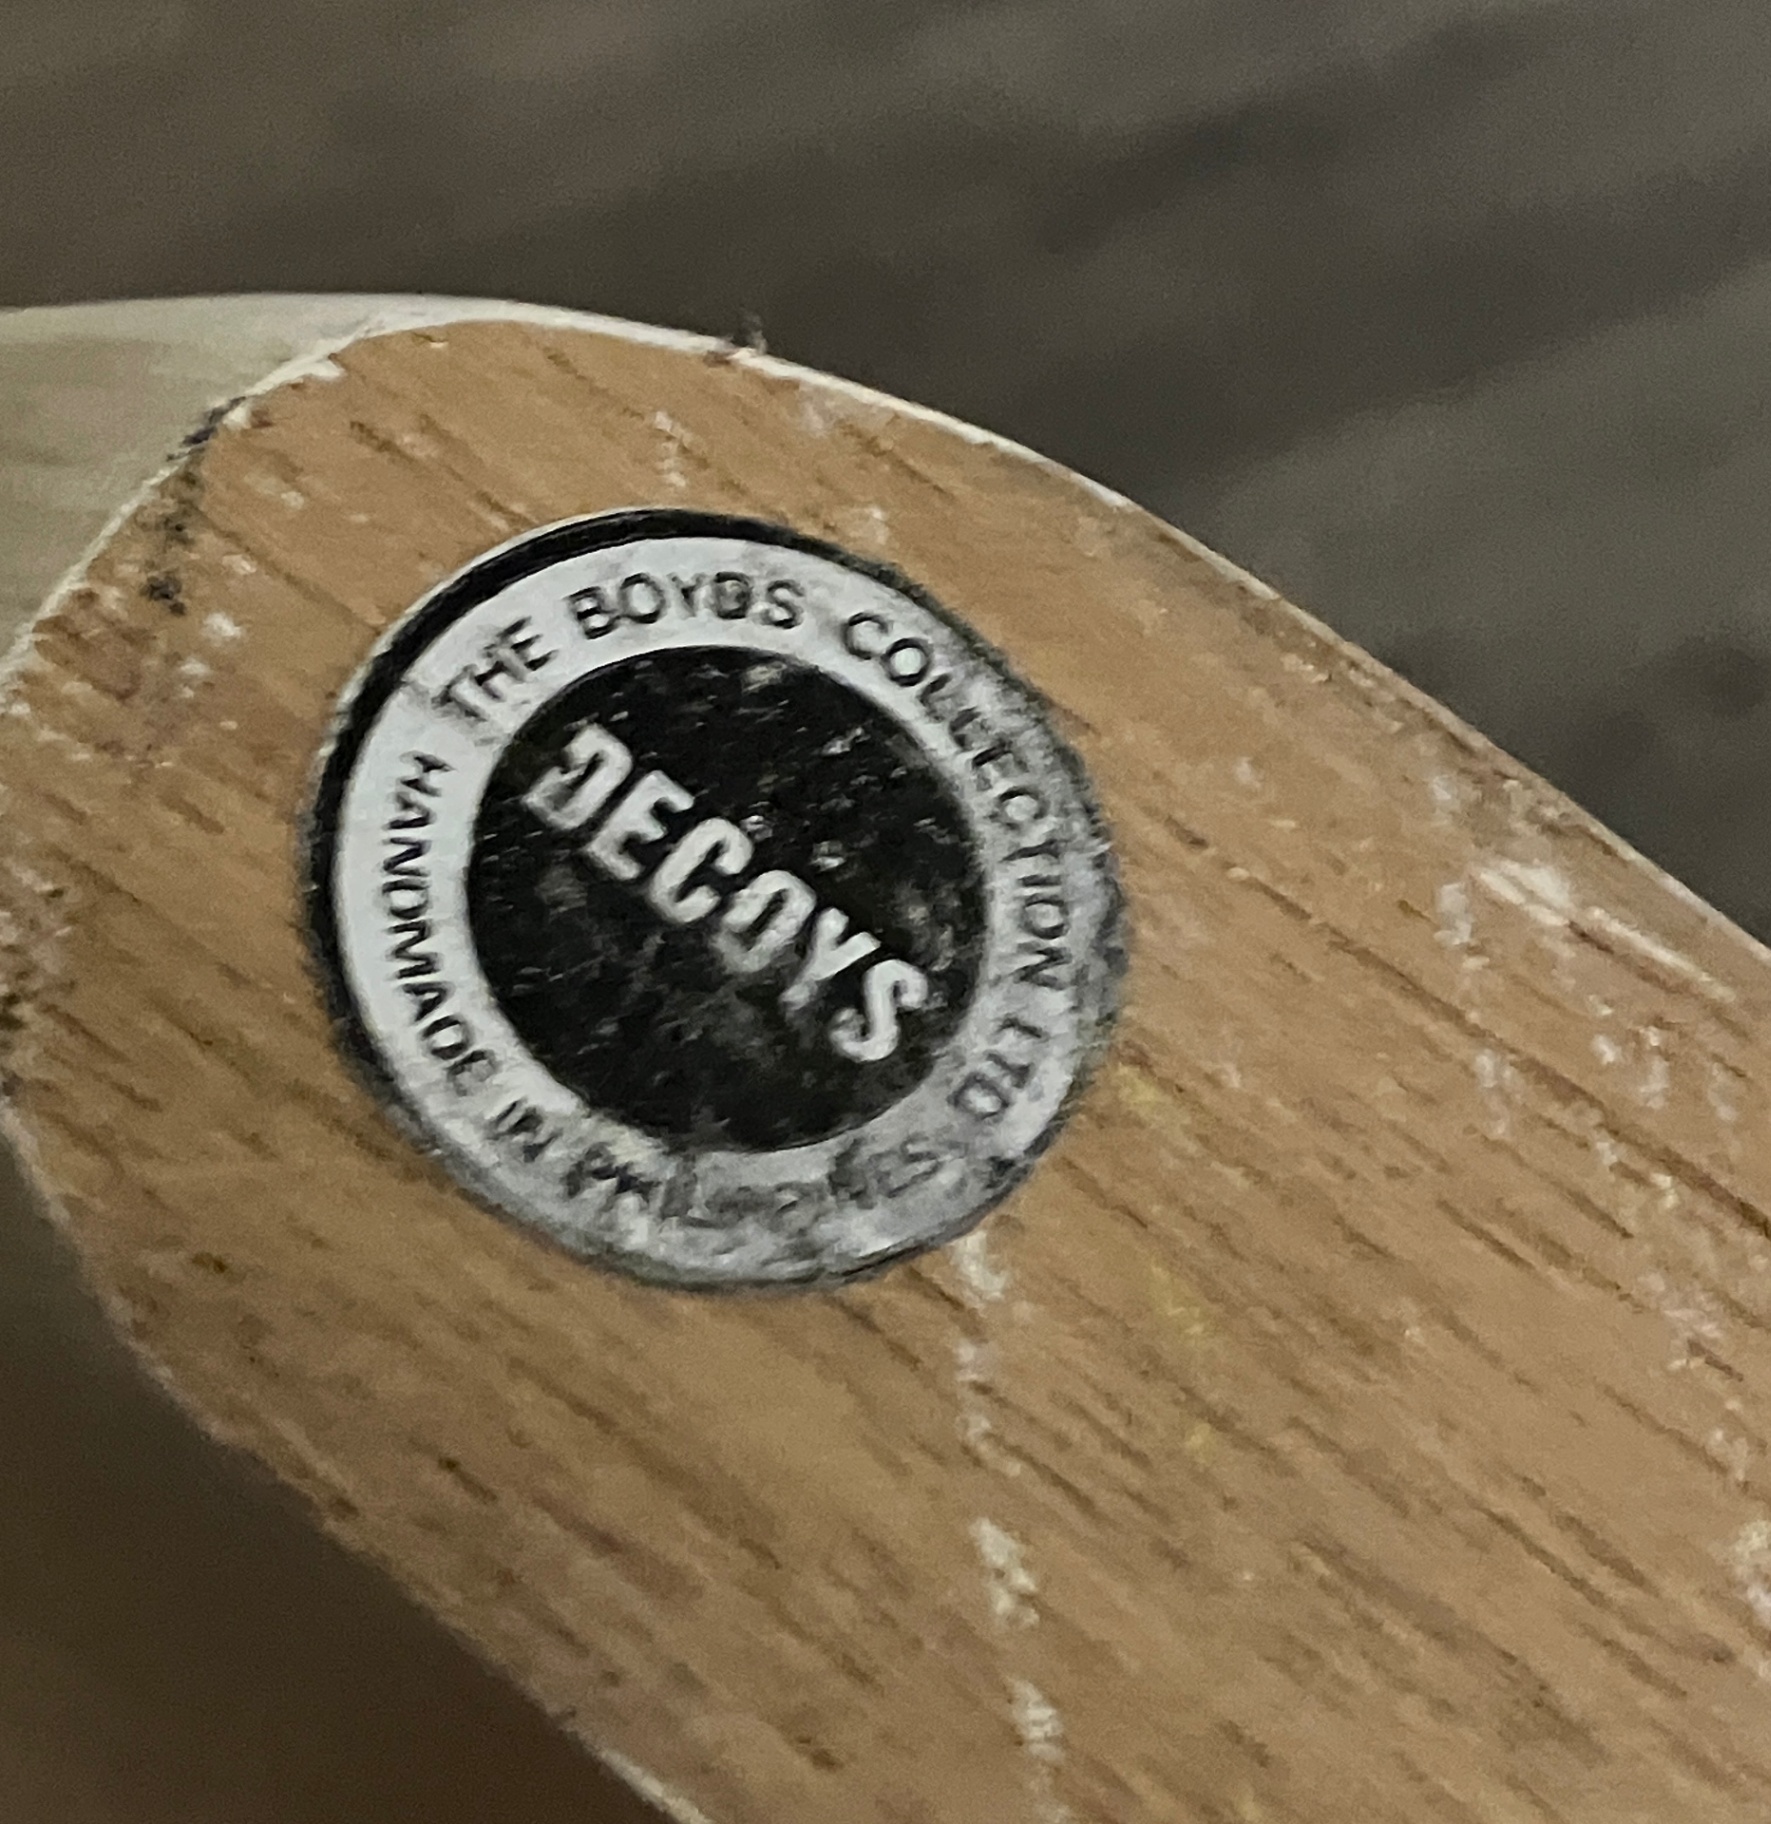 THE BOYDS COLLECTION LTD
DECOYS
HANDMADE IN PHILIPPINES